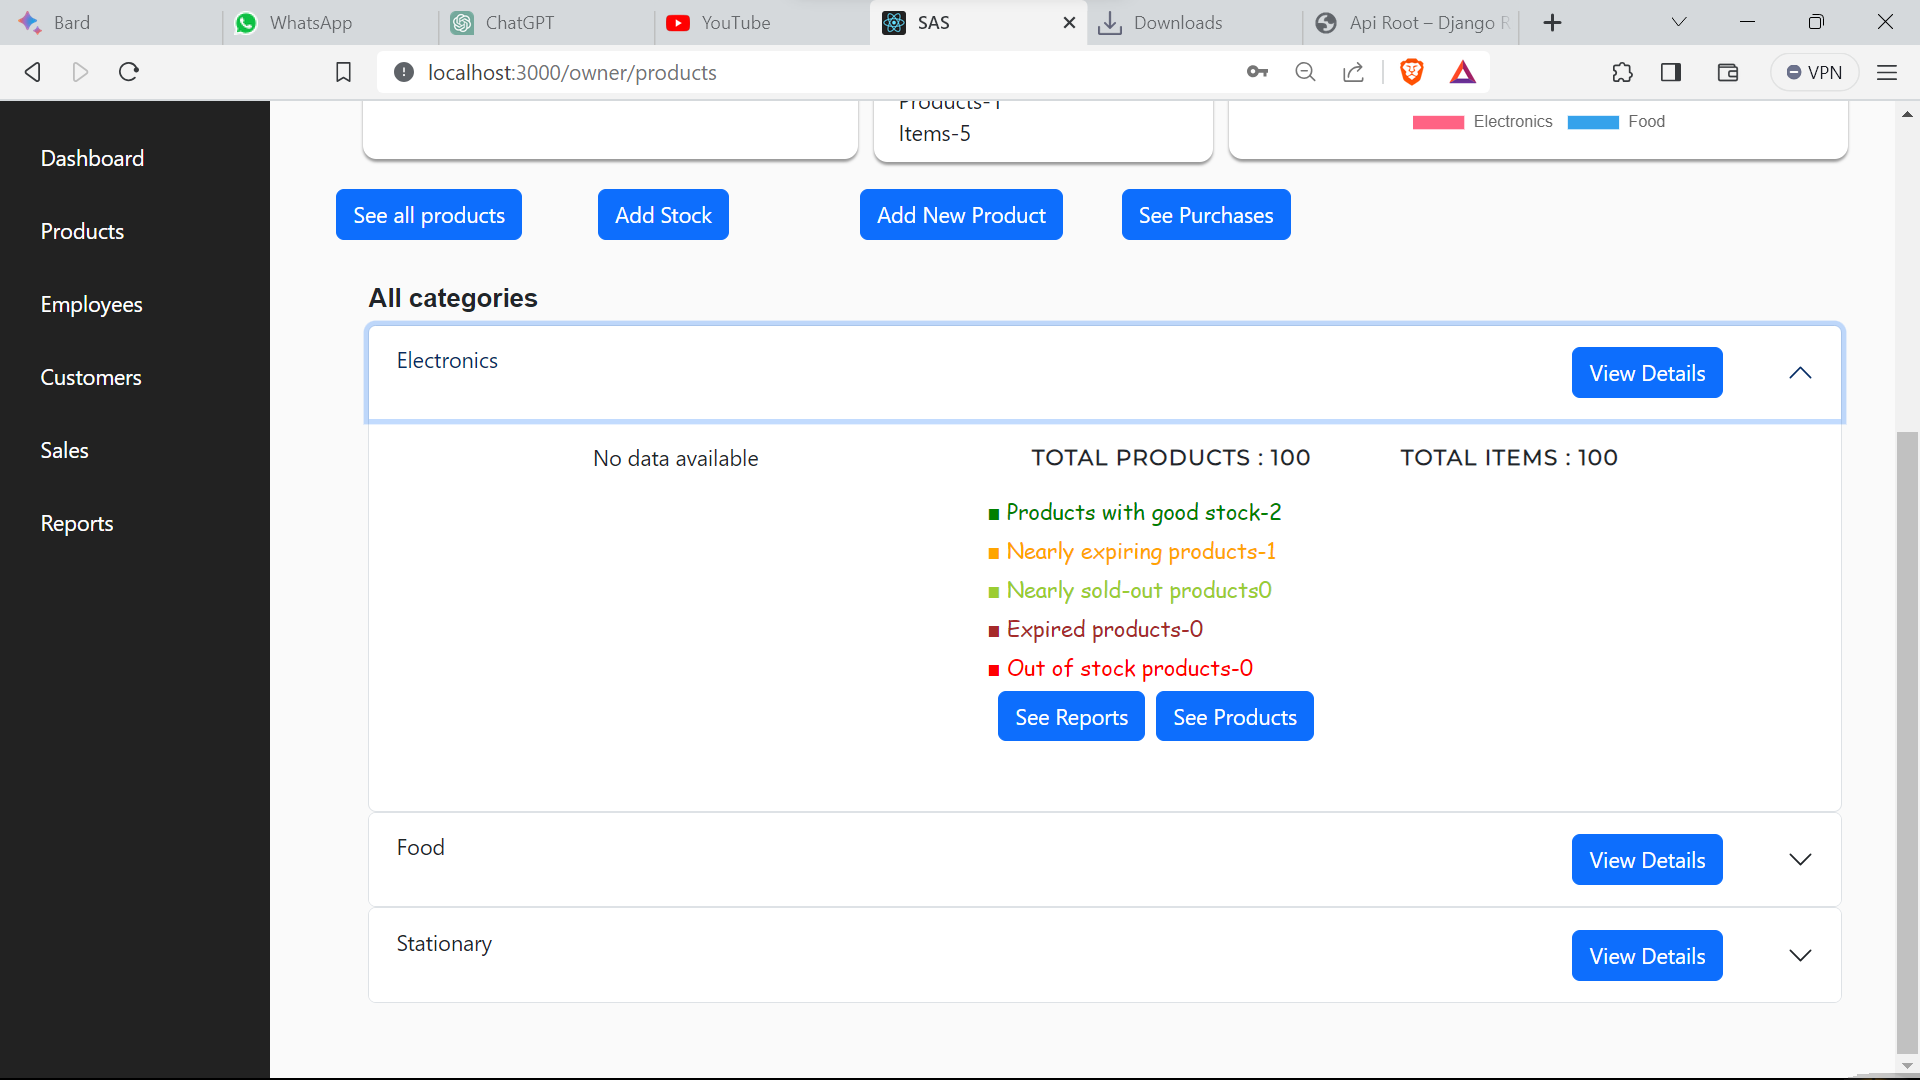 Bard
WhatsApp
ChatGPT
YouTube
SAS
Downloads
Api Root – Django R
localhost:3000/owner/products
VPN
Dashboard
Products
Employees
Customers
Sales
Reports
Products-1
Items-5
Electronics
Food
See all products
Add Stock
Add New Product
See Purchases
All categories
Electronics
View Details
No data available
TOTAL PRODUCTS : 100
TOTAL ITEMS : 100
Products with good stock-2
Nearly expiring products-1
Nearly sold-out products0
Expired products-0
Out of stock products-0
See Reports
See Products
Food
View Details
Stationary
View Details